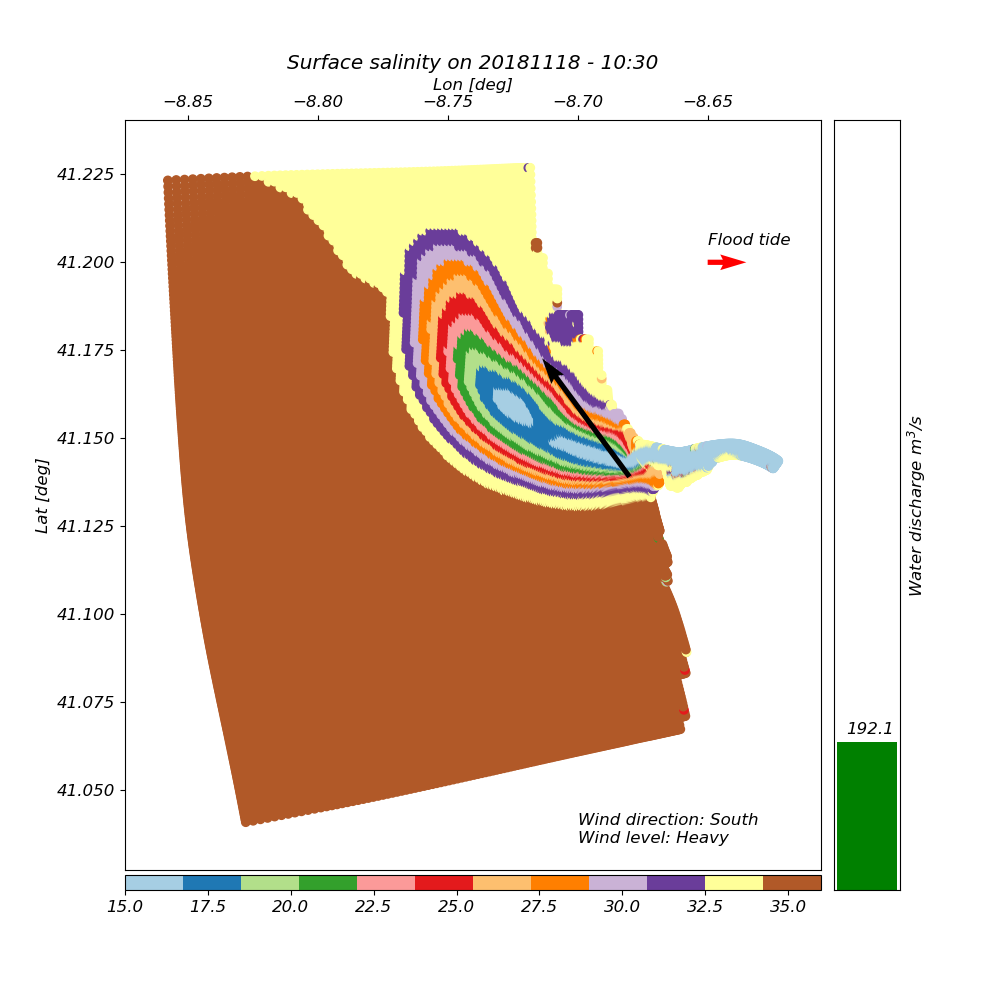 Surface salinity on 20181118 - 10:30
Lon [deg]
−8.85 −8.80 −8.75 −8.70 −8.65
41.225
41.200
41.175
41.150
41.125
41.100
41.075
41.050
Lat [deg]
Flood tide
Wind direction: South
Wind level: Heavy
192.1
Water discharge m³/s
15.0 17.5 20.0 22.5 25.0 27.5 30.0 32.5 35.0